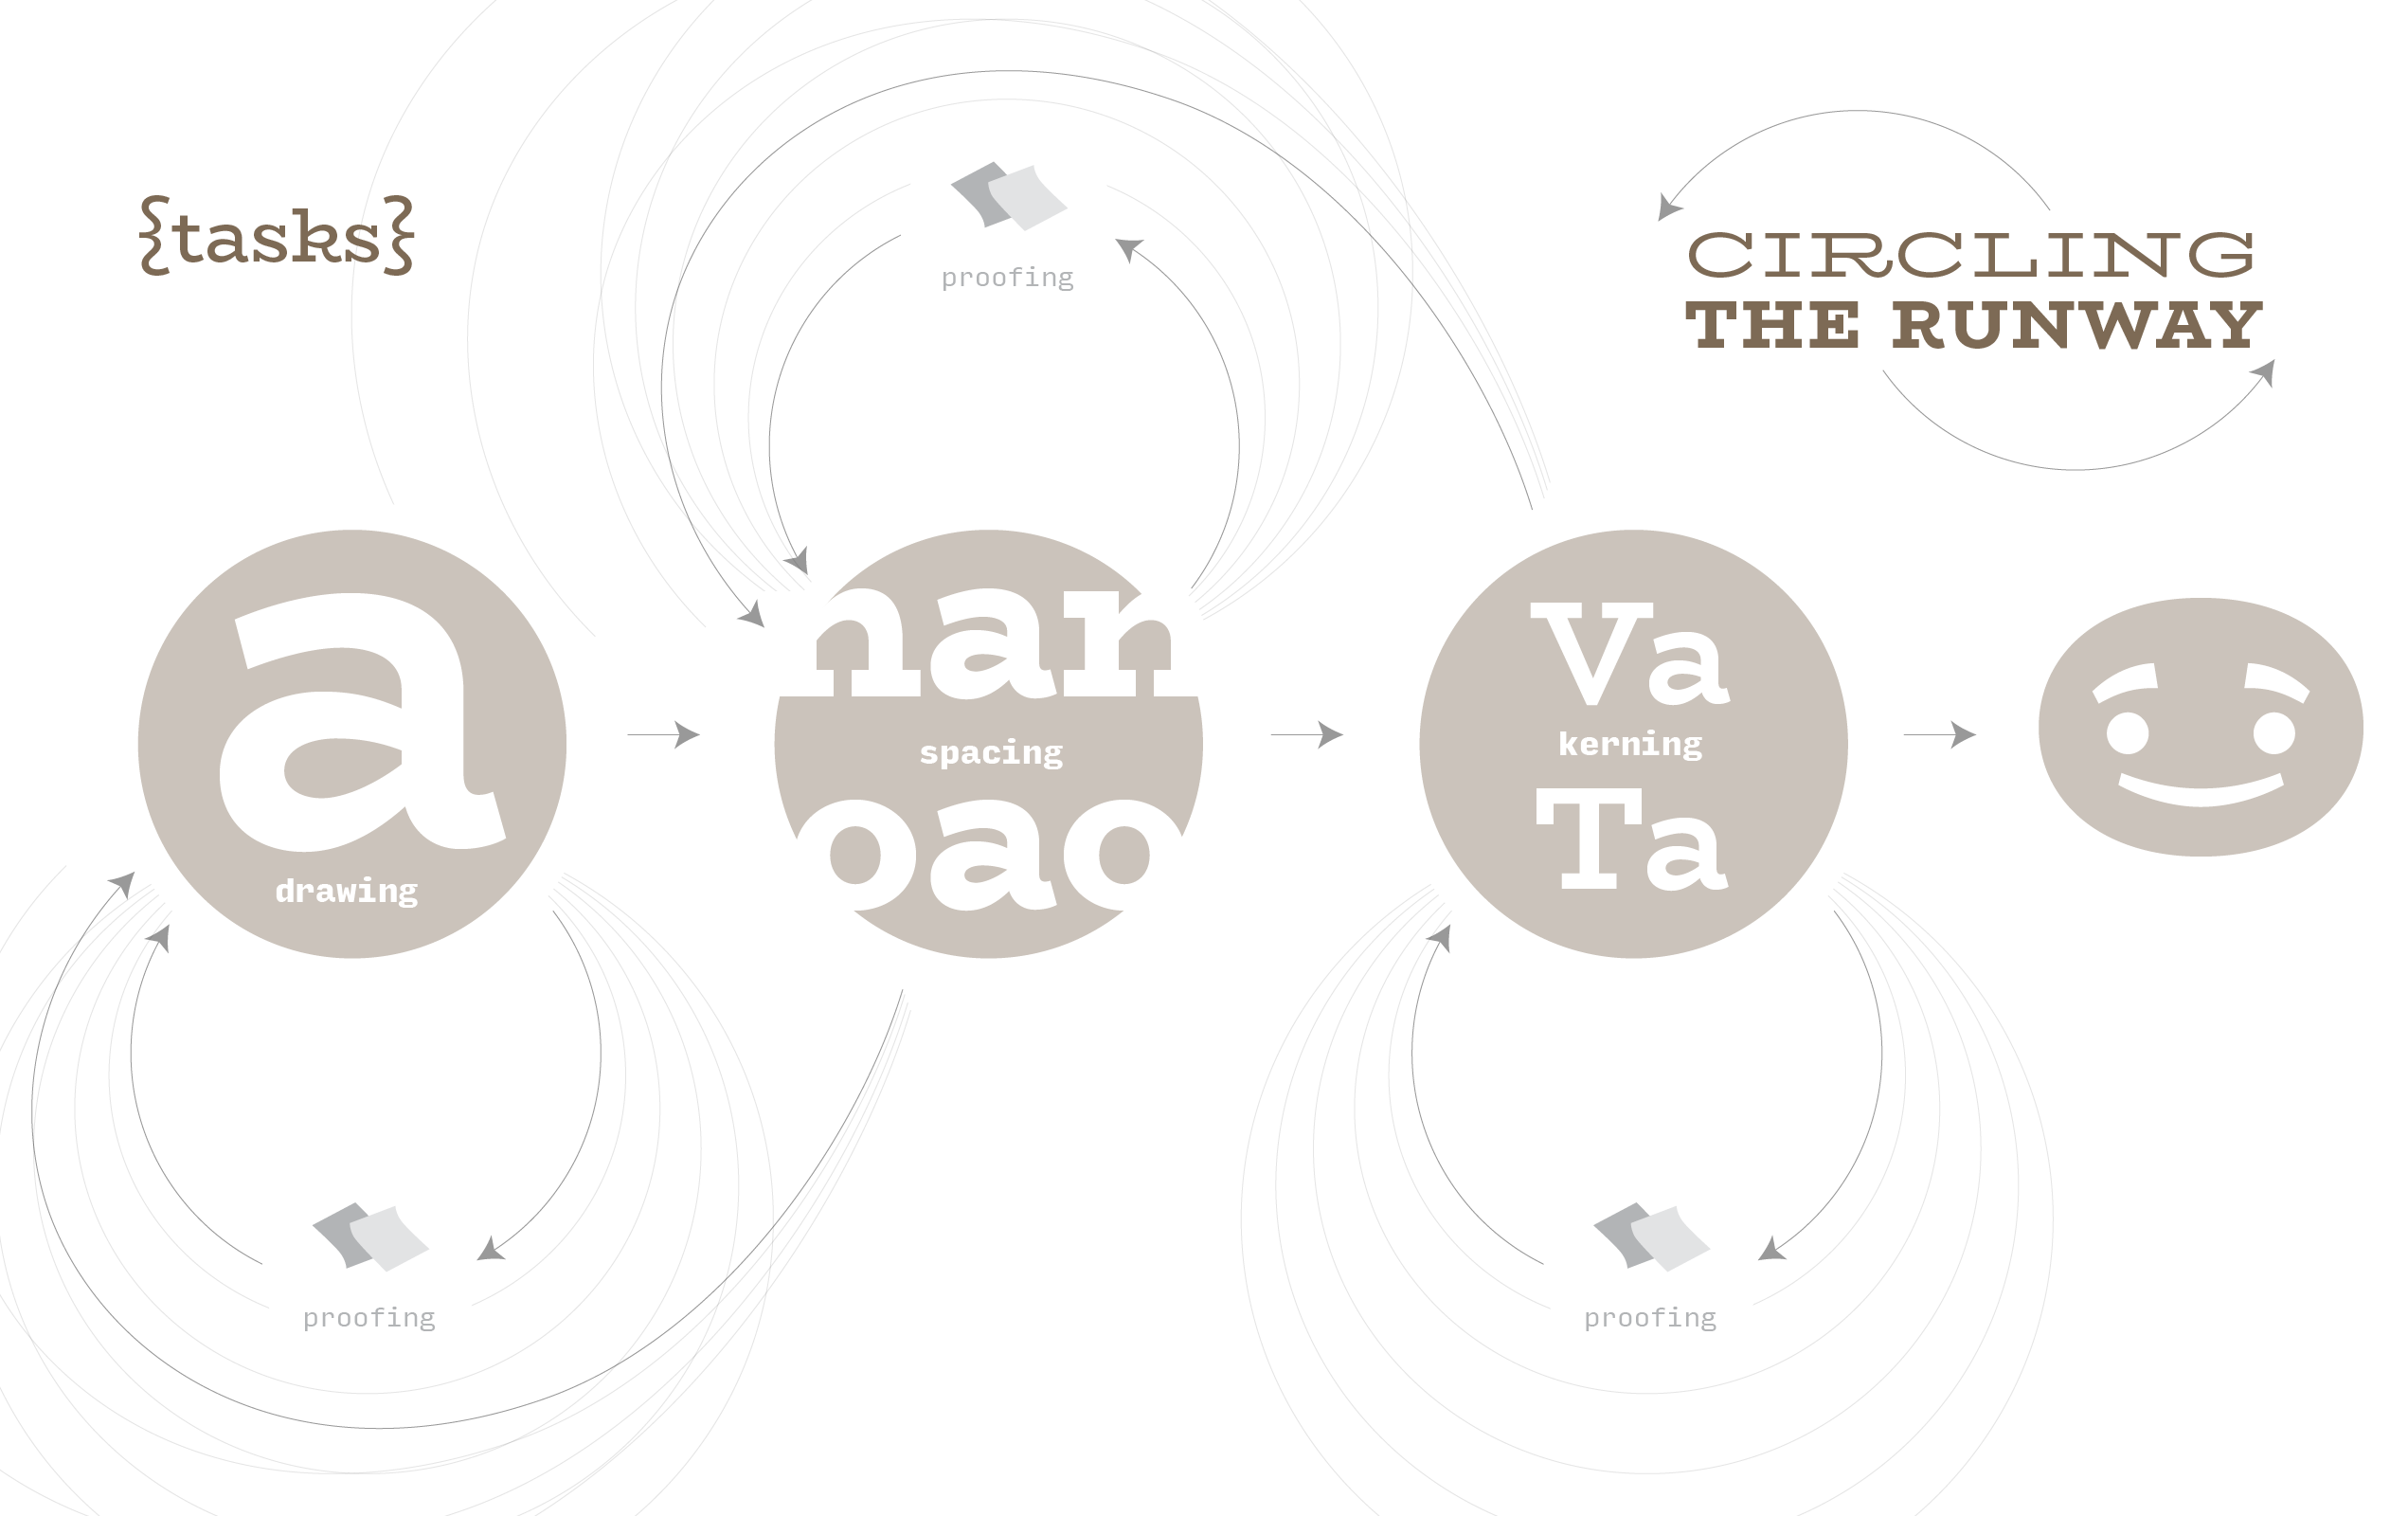 {tasks}
CIRCLING
THE RUNWAY
proofing
a
drawing
nan
spacing
oao
Va
kerning
Ta
proofing
proofing